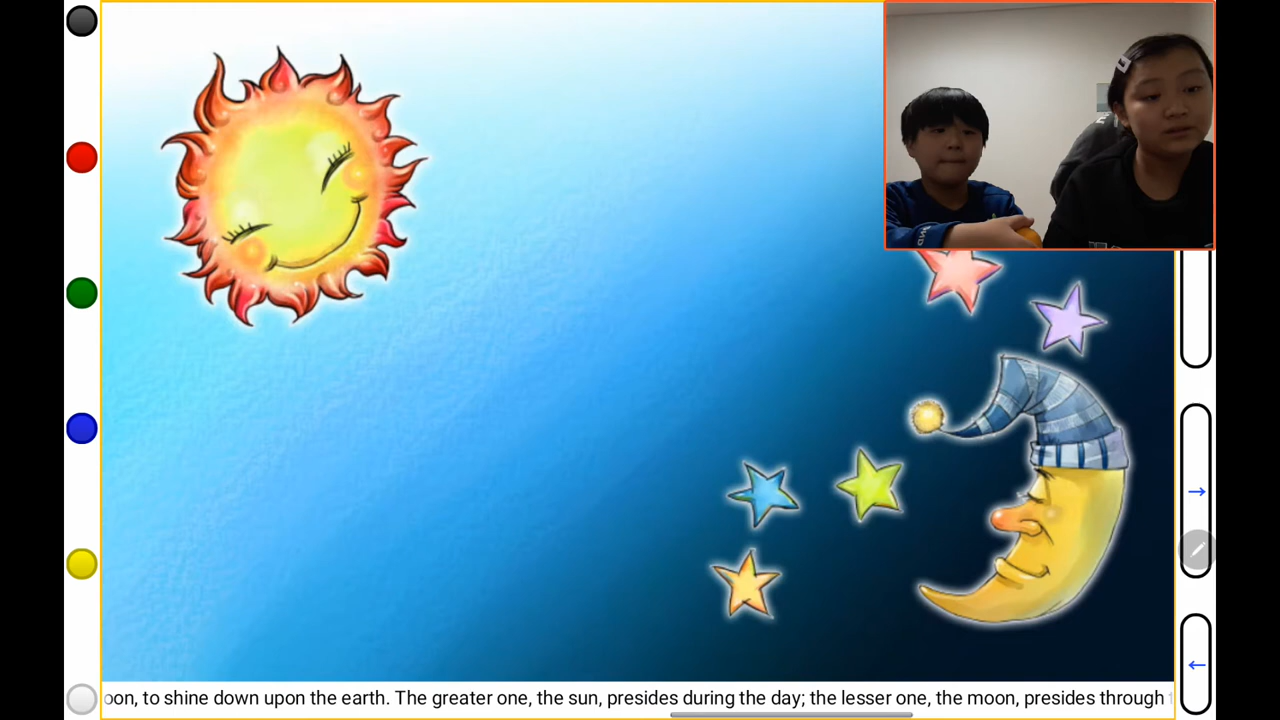 oon, to shine down upon the earth. The greater one, the sun, presides during the day; the lesser one, the moon, presides through